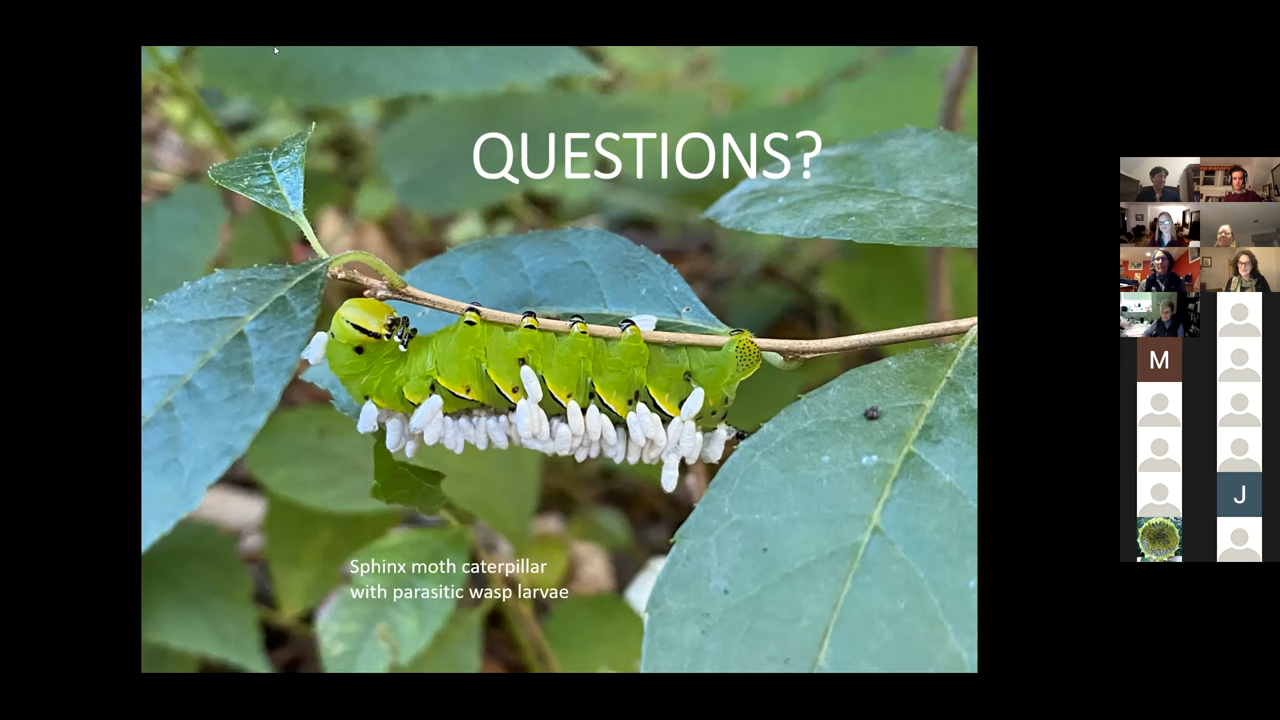 QUESTIONS?
Sphinx moth caterpillar
with parasitic wasp larvae
M
J